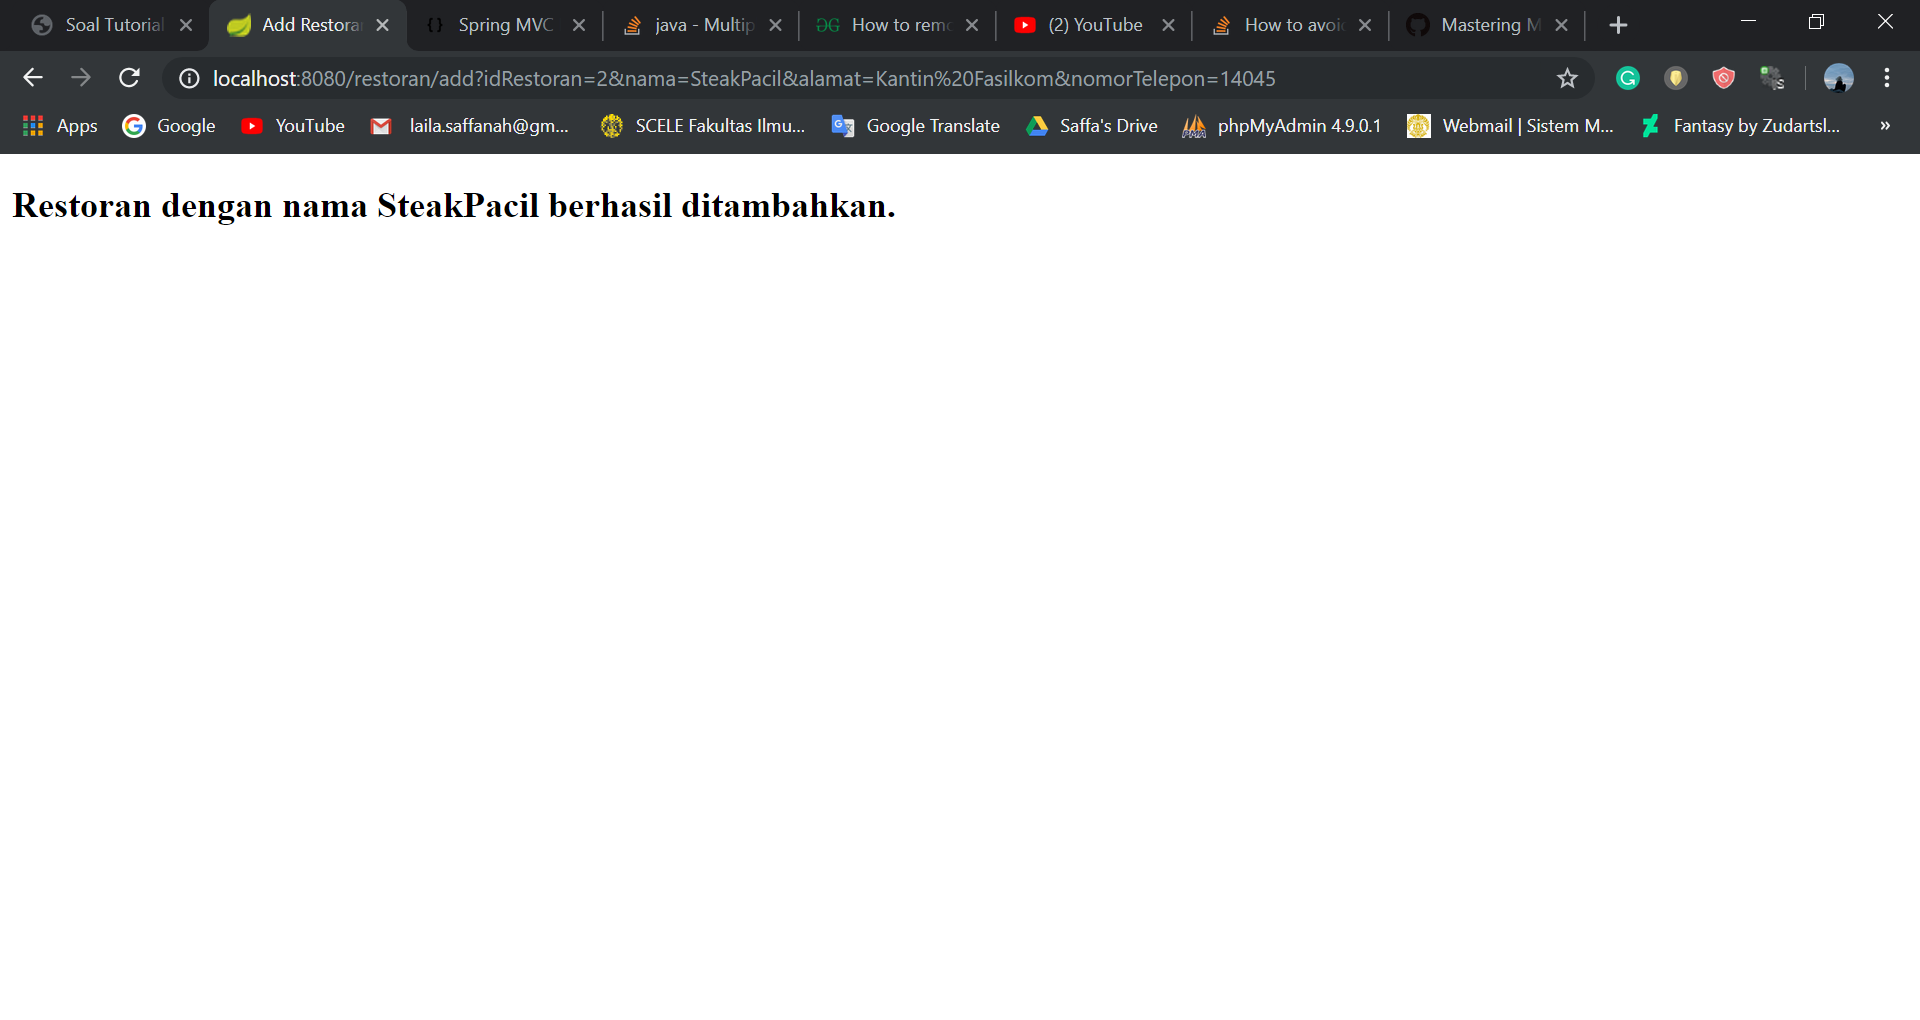 Soal Tutorial
Add Restora
Spring MVC
java - Multip
How to remo
(2) YouTube
How to avoi
Mastering M
localhost:8080/restoran/add?idRestoran=2&nama=SteakPacil&alamat=Kantin%20Fasilkom&nomorTelepon=14045
Apps
Google
YouTube
laila.saffanah@gm...
SCELE Fakultas Ilmu...
Google Translate
Saffa's Drive
phpMyAdmin 4.9.0.1
Webmail | Sistem M...
Fantasy by Zudartsl...
»
Restoran dengan nama SteakPacil berhasil ditambahkan.